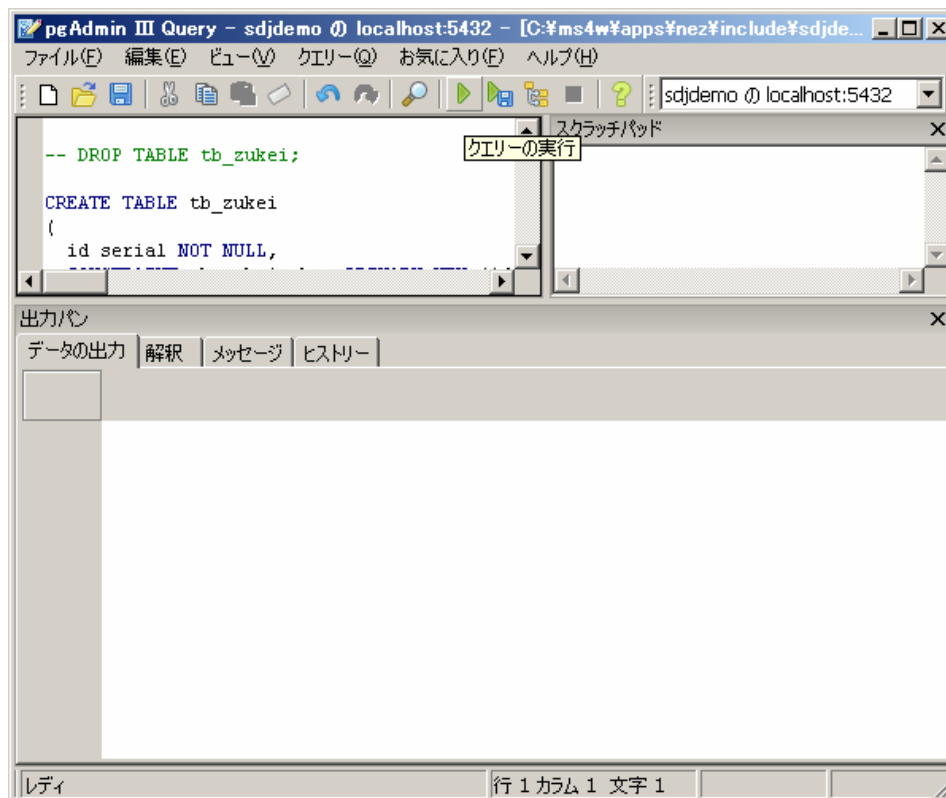 pgAdmin III Query - sdjdemo の localhost:5432 - [C:¥ms4w¥apps¥nez¥include¥sdjde...
ファイル(F) 編集(E) ビュー(V) クエリー(Q) お気に入り(F) ヘルプ(H)
sdjdemo の localhost:5432
スクラッチパッド
クエリーの実行
-- DROP TABLE tb_zukei;
CREATE TABLE tb_zukei
(
id serial NOT NULL,
出力パン
データの出力 解釈 メッセージ ヒストリー
レディ 行 1 カラム 1 文字 1